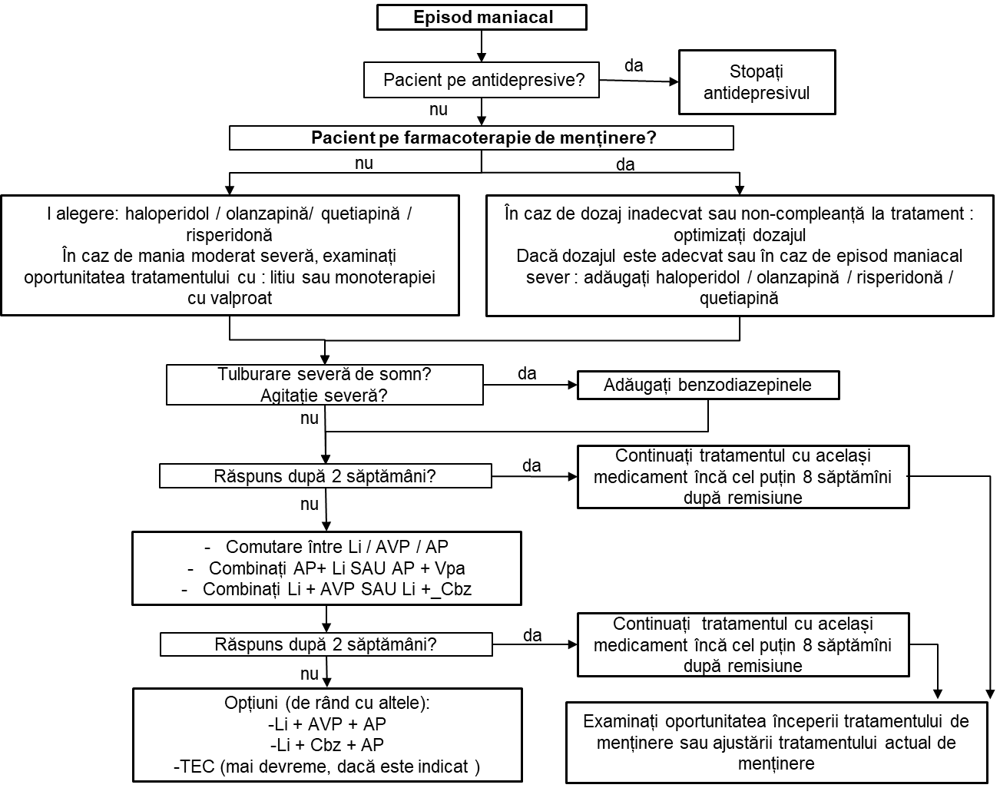 Episod maniacal
Pacient pe antidepresive?
da
Stopați
antidepresivul
nu
Pacient pe farmacoterapie de menținere?
nu
da
I alegere: haloperidol / olanzapină/ quetiapină /
risperidonă
În caz de mania moderat severă, examinați
oportunitatea tratamentului cu : litiu sau monoterapiei
cu valproat
În caz de dozaj inadecvat sau non-compleanță la tratament :
optimizați dozajul
Dacă dozajul este adecvat sau în caz de episod maniacal
sever : adăugați haloperidol / olanzapină / risperidonă /
quetiapină
Tulburare severă de somn?
Agitație severă?
da
Adăugați benzodiazepinele
nu
Răspuns după 2 săptămâni?
da
Continuați tratamentul cu același
medicament încă cel puțin 8 săptămîni
după remisiune
nu
- Comutare între Li / AVP / AP
- Combinați AP+ Li SAU AP + Vpa
- Combinați Li + AVP SAU Li +_Cbz
Răspuns după 2 săptămâni?
da
Continuați tratamentul cu același
medicament încă cel puțin 8 săptămîni
după remisiune
nu
Opțiuni (de rând cu altele):
-Li + AVP + AP
-Li + Cbz + AP
-TEC (mai devreme, dacă este indicat )
Examinați oportunitatea începerii tratamentului de
menținere sau ajustării tratamentului actual de
menținere